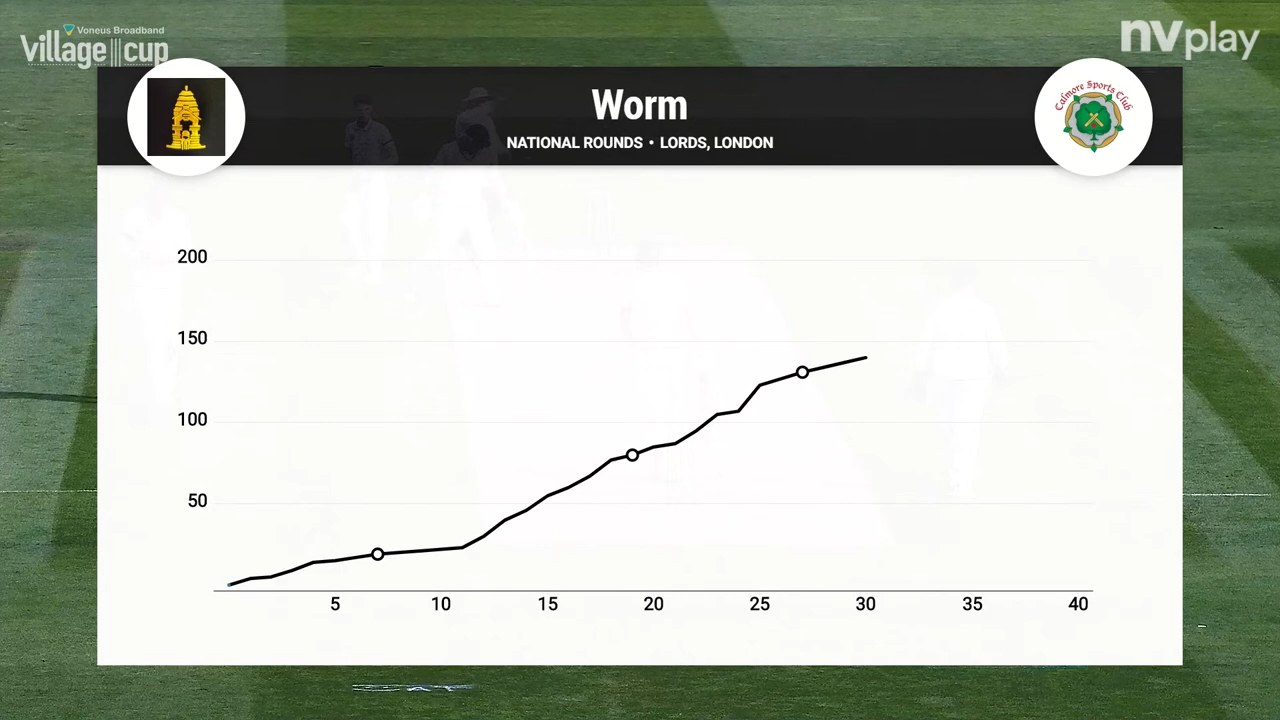 Voneus Broadband
village cup
nvplay
Calmore Sports Club
Worm
NATIONAL ROUNDS • LORDS, LONDON
200
150
100
50
5 10 15 20 25 30 35 40